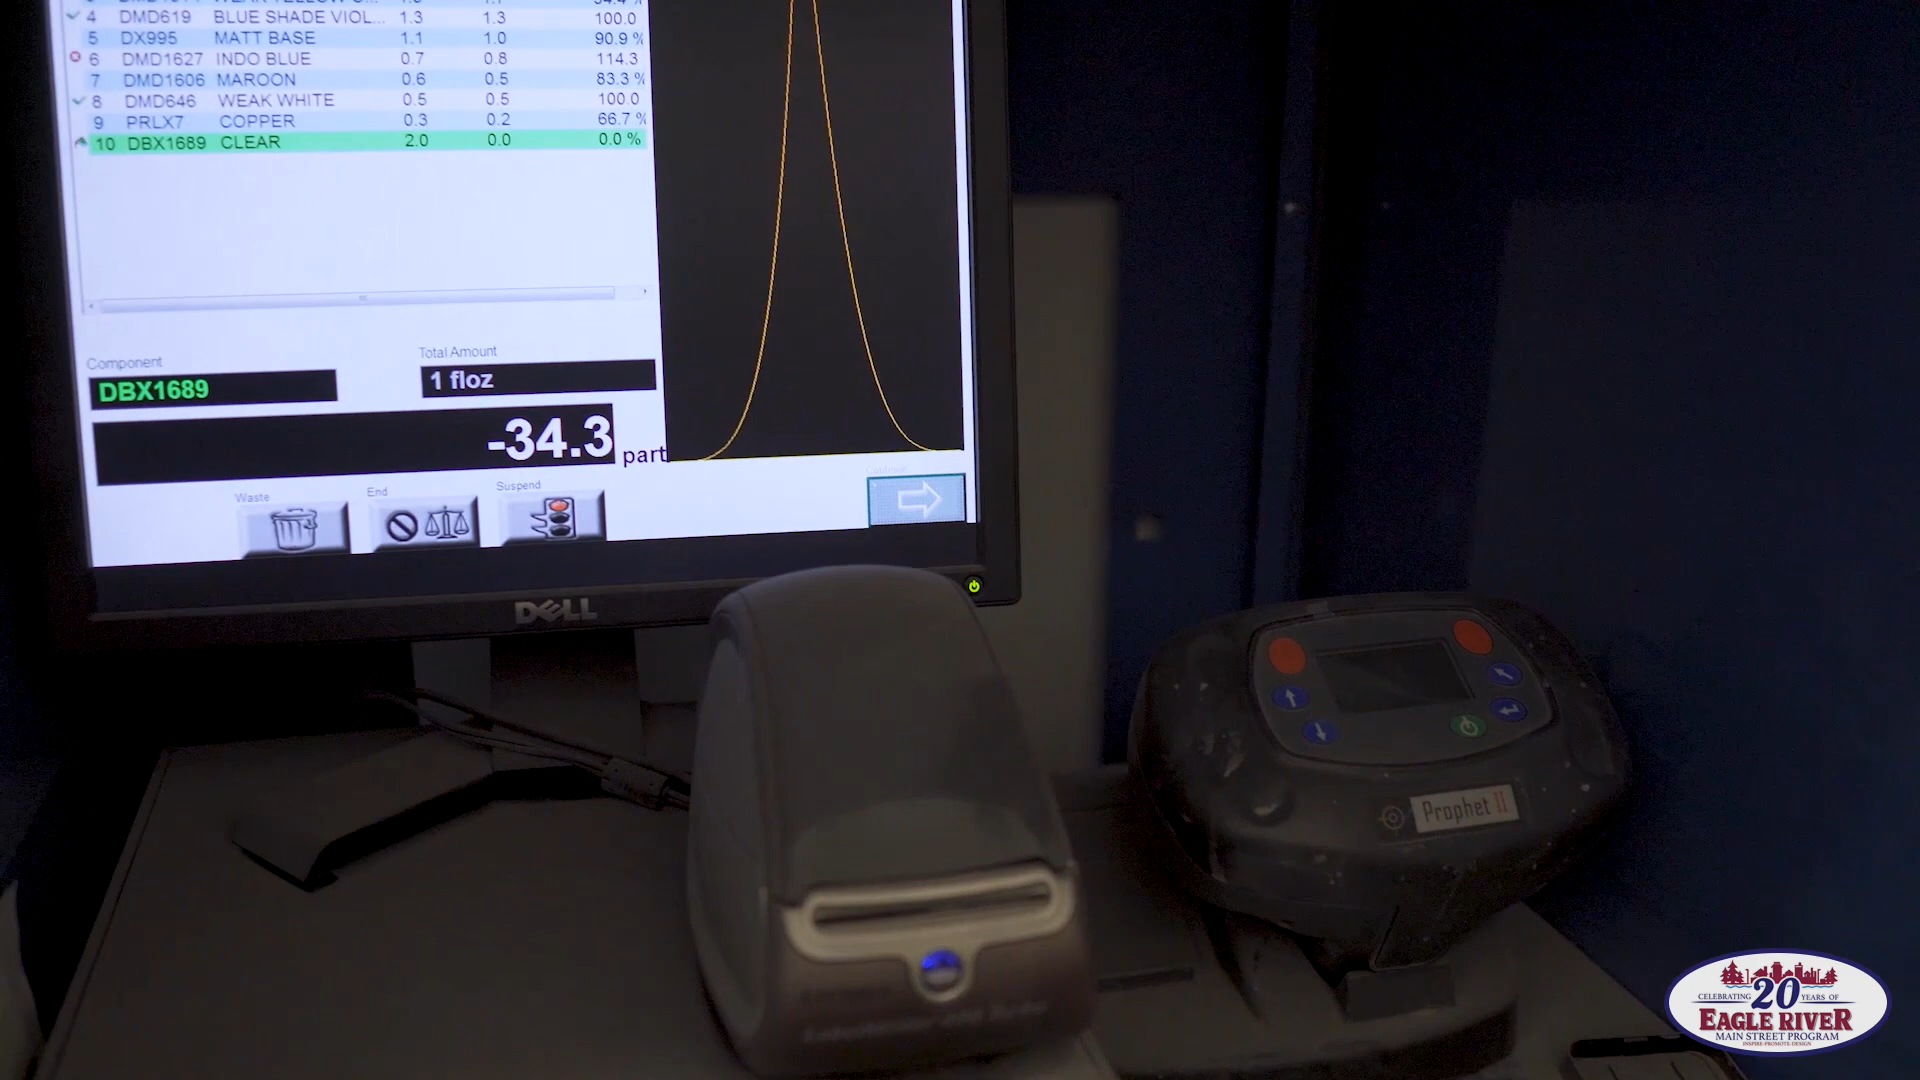 4 DMD619 BLUE SHADE VIOL... 1.3 1.3 100.0
5 DX995 MATT BASE 1.1 1.0 90.9 %
6 DMD1627 INDO BLUE 0.7 0.8 114.3
7 DMD1606 MAROON 0.6 0.5 83.3 %
8 DMD646 WEAK WHITE 0.5 0.5 100.0
9 PRLX7 COPPER 0.3 0.2 66.7 %
10 DBX1689 CLEAR 2.0 0.0 0.0 %
Component
Total Amount
DBX1689
1 floz
-34.3 part
Waste
End
Suspend
DELL
Prophet II
CELEBRATING 20 YEARS OF
EAGLE RIVER
MAIN STREET PROGRAM
INSPIRE·PROMOTE·DESIGN